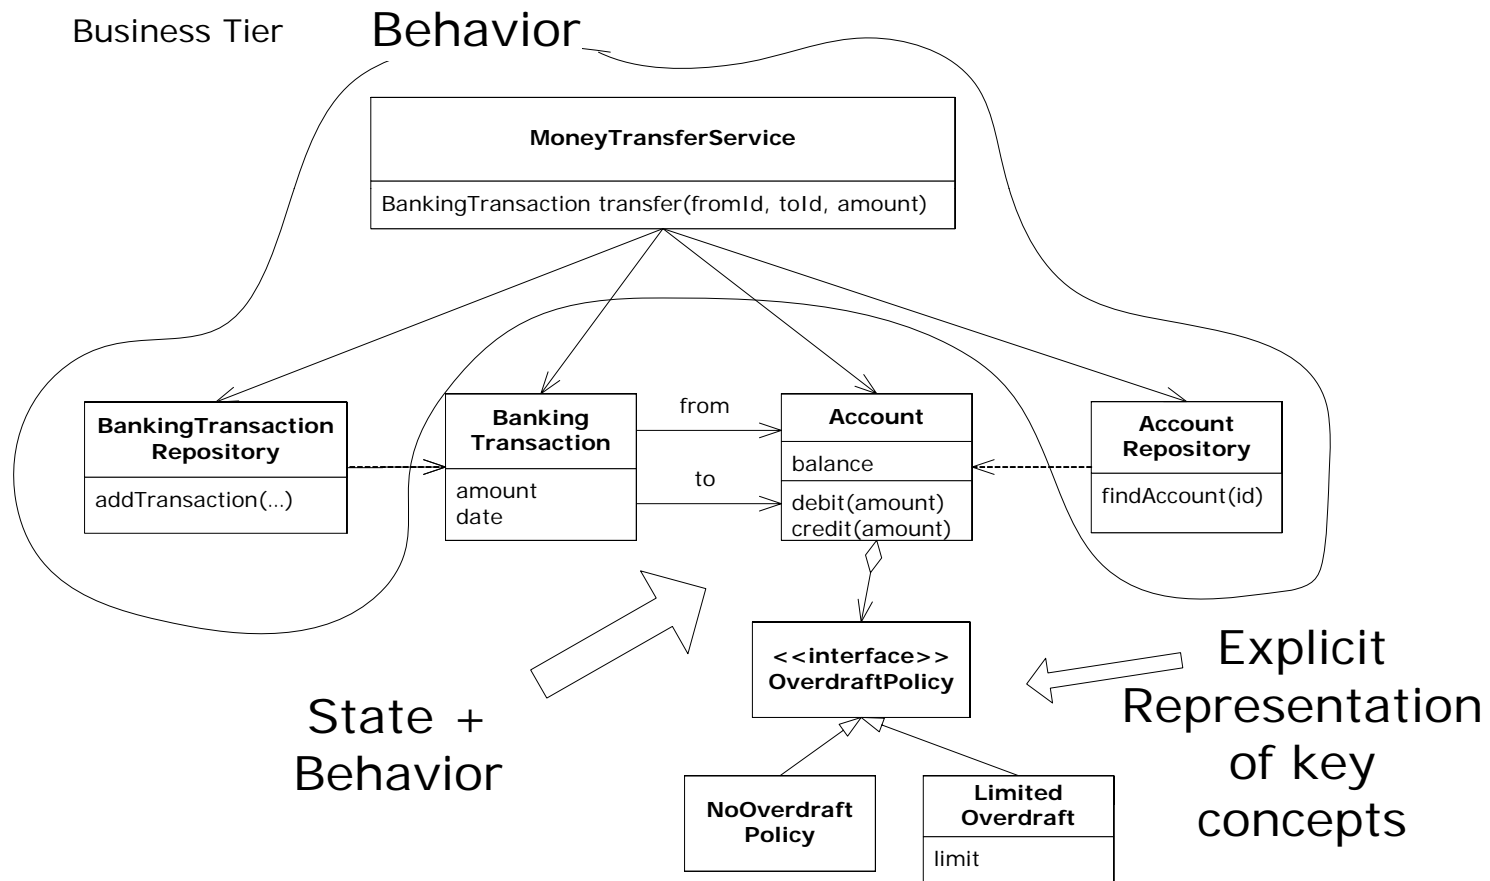 Business Tier
Behavior
MoneyTransferService
BankingTransaction transfer(fromId, toId, amount)
BankingTransaction
Repository
addTransaction(...)
Banking
Transaction
amount
date
from
to
Account
balance
debit(amount)
credit(amount)
Account
Repository
findAccount(id)
State +
Behavior
<<interface>>
OverdraftPolicy
Explicit
Representation
of key
concepts
NoOverdraft
Policy
Limited
Overdraft
limit